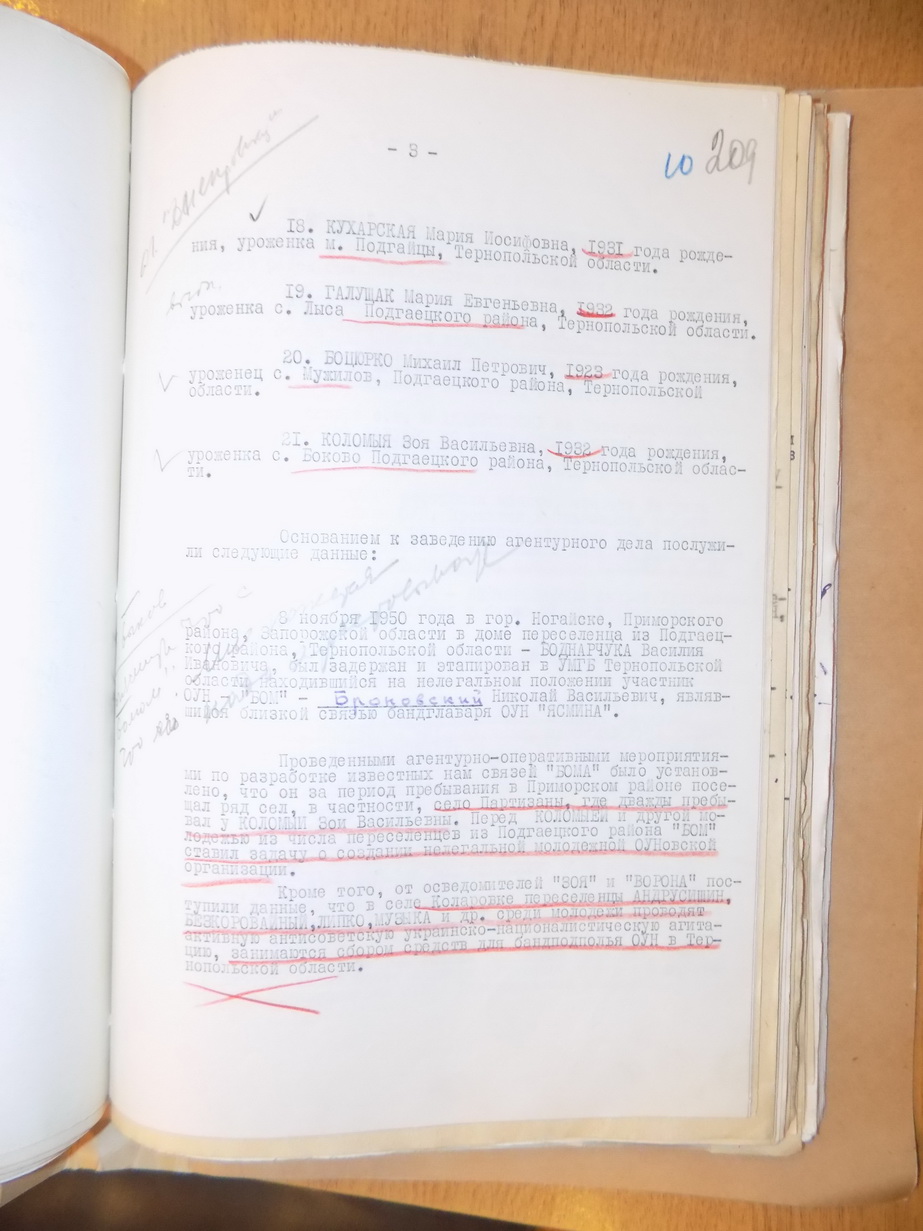 - 3 -
10 209
18. КУХАРСКАЯ Мария Иосифовна, 1931 года рожде-
ния, уроженка м. Подгайцы, Тернопольской области.
19. ГАЛУЩАК Мария Евгеньевна, 1932 года рождения,
уроженка с. Лыса Подгаецкого района, Тернопольской области.
20. БОЦЮРКО Михаил Петрович, 1923 года рождения,
уроженец с. Мужилов, Подгаецкого района, Тернопольской
области.
21. КОЛОМЫЯ Зоя Васильевна, 1932 года рождения,
уроженка с. Боково Подгаецкого района, Тернопольской облас-
ти.
Основанием к заведению агентурного дела послужи-
ли следующие данные:
8 ноября 1950 года в гор. Ногайске, Приморского
района, Запорожской области в доме переселенца из Подгаец-
кого района, Тернопольской области - БОДНАРЧУКА Василия
Ивановича, был задержан и этапирован в УМГБ Тернопольской
области находившийся на нелегальном положении участник
ОУН - "БОМ" - Броновский Николай Васильевич, являв-
шийся близкой связью бандглаваря ОУН "ЯСМИНА".
Проведенными агентурно-оперативными мероприятия-
ми по разработке известных нам связей "БОМА" было установ-
лено, что он за период пребывания в Приморском районе посе-
щал ряд сел, в частности, село Партизаны, где дважды пребы-
вал у КОЛОМЫИ Зои Васильевны. Перед КОЛОМЫЕЙ и другой мо-
лодежью из числа переселенцев из Подгаецкого района "БОМ"
ставил задачу о создании нелегальной молодежной ОУНовской
организации.
Кроме того, от осведомителей "ЗОЯ" и "ВОРОНА" пос-
тупили данные, что в селе Коларовке переселенцы АНДРУСИШИН,
БЕЗКОРОВАЙНЫЙ, ЛИПКО, МУЗЫКА и др. среди молодежи проводят
активную антисоветскую украинско-националистическую агита-
цию, занимаются сбором средств для бандподполья ОУН в Тер-
нопольской области.